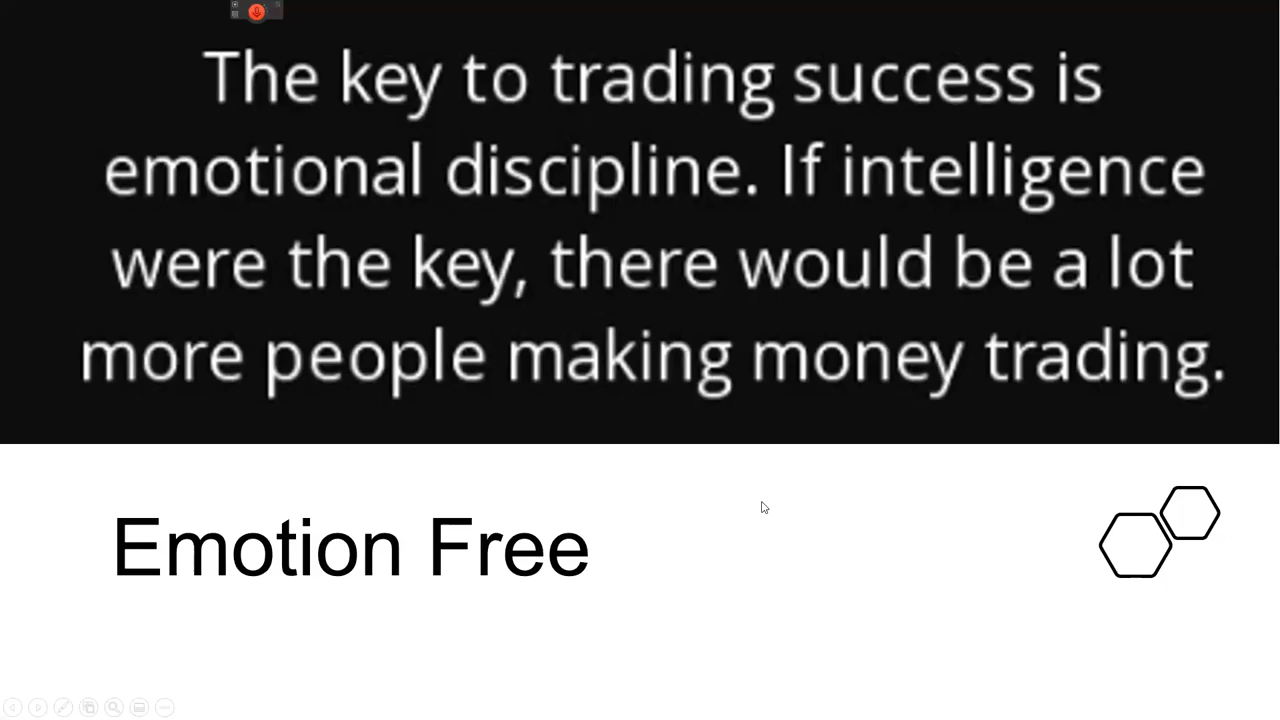 The key to trading success is
emotional discipline. If intelligence
were the key, there would be a lot
more people making money trading.
Emotion Free